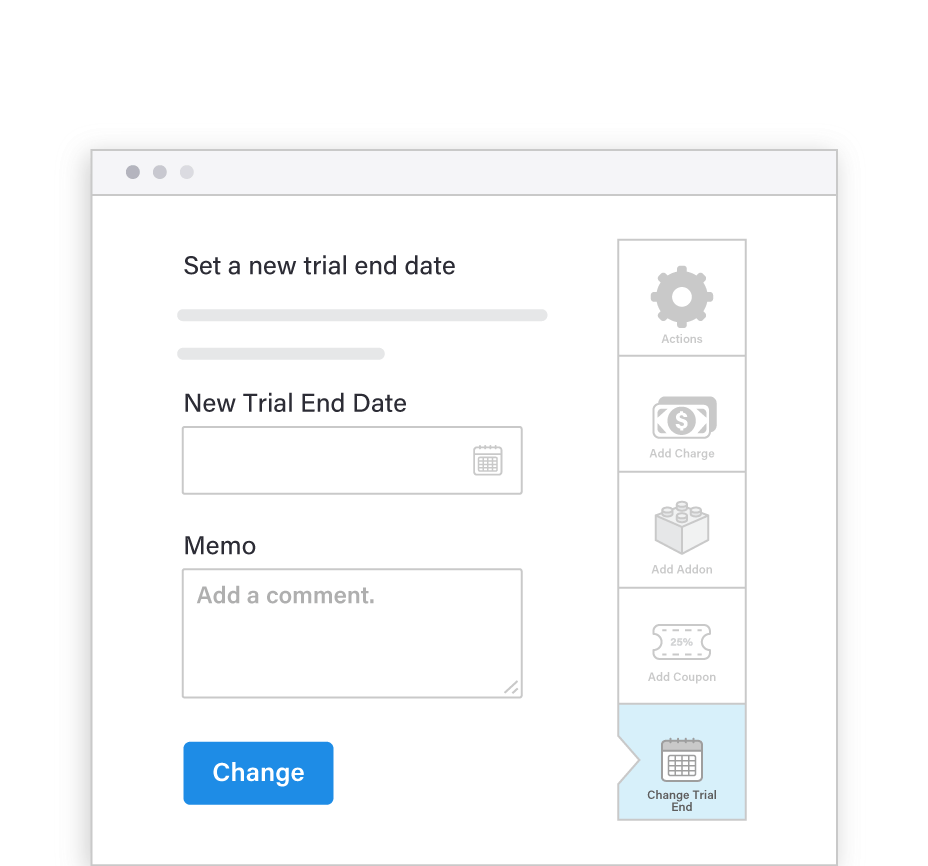 Set a new trial end date
New Trial End Date
Memo
Add a comment.
Change
Actions
$
Add Charge
Add Addon
25%
Add Coupon
Change Trial
End